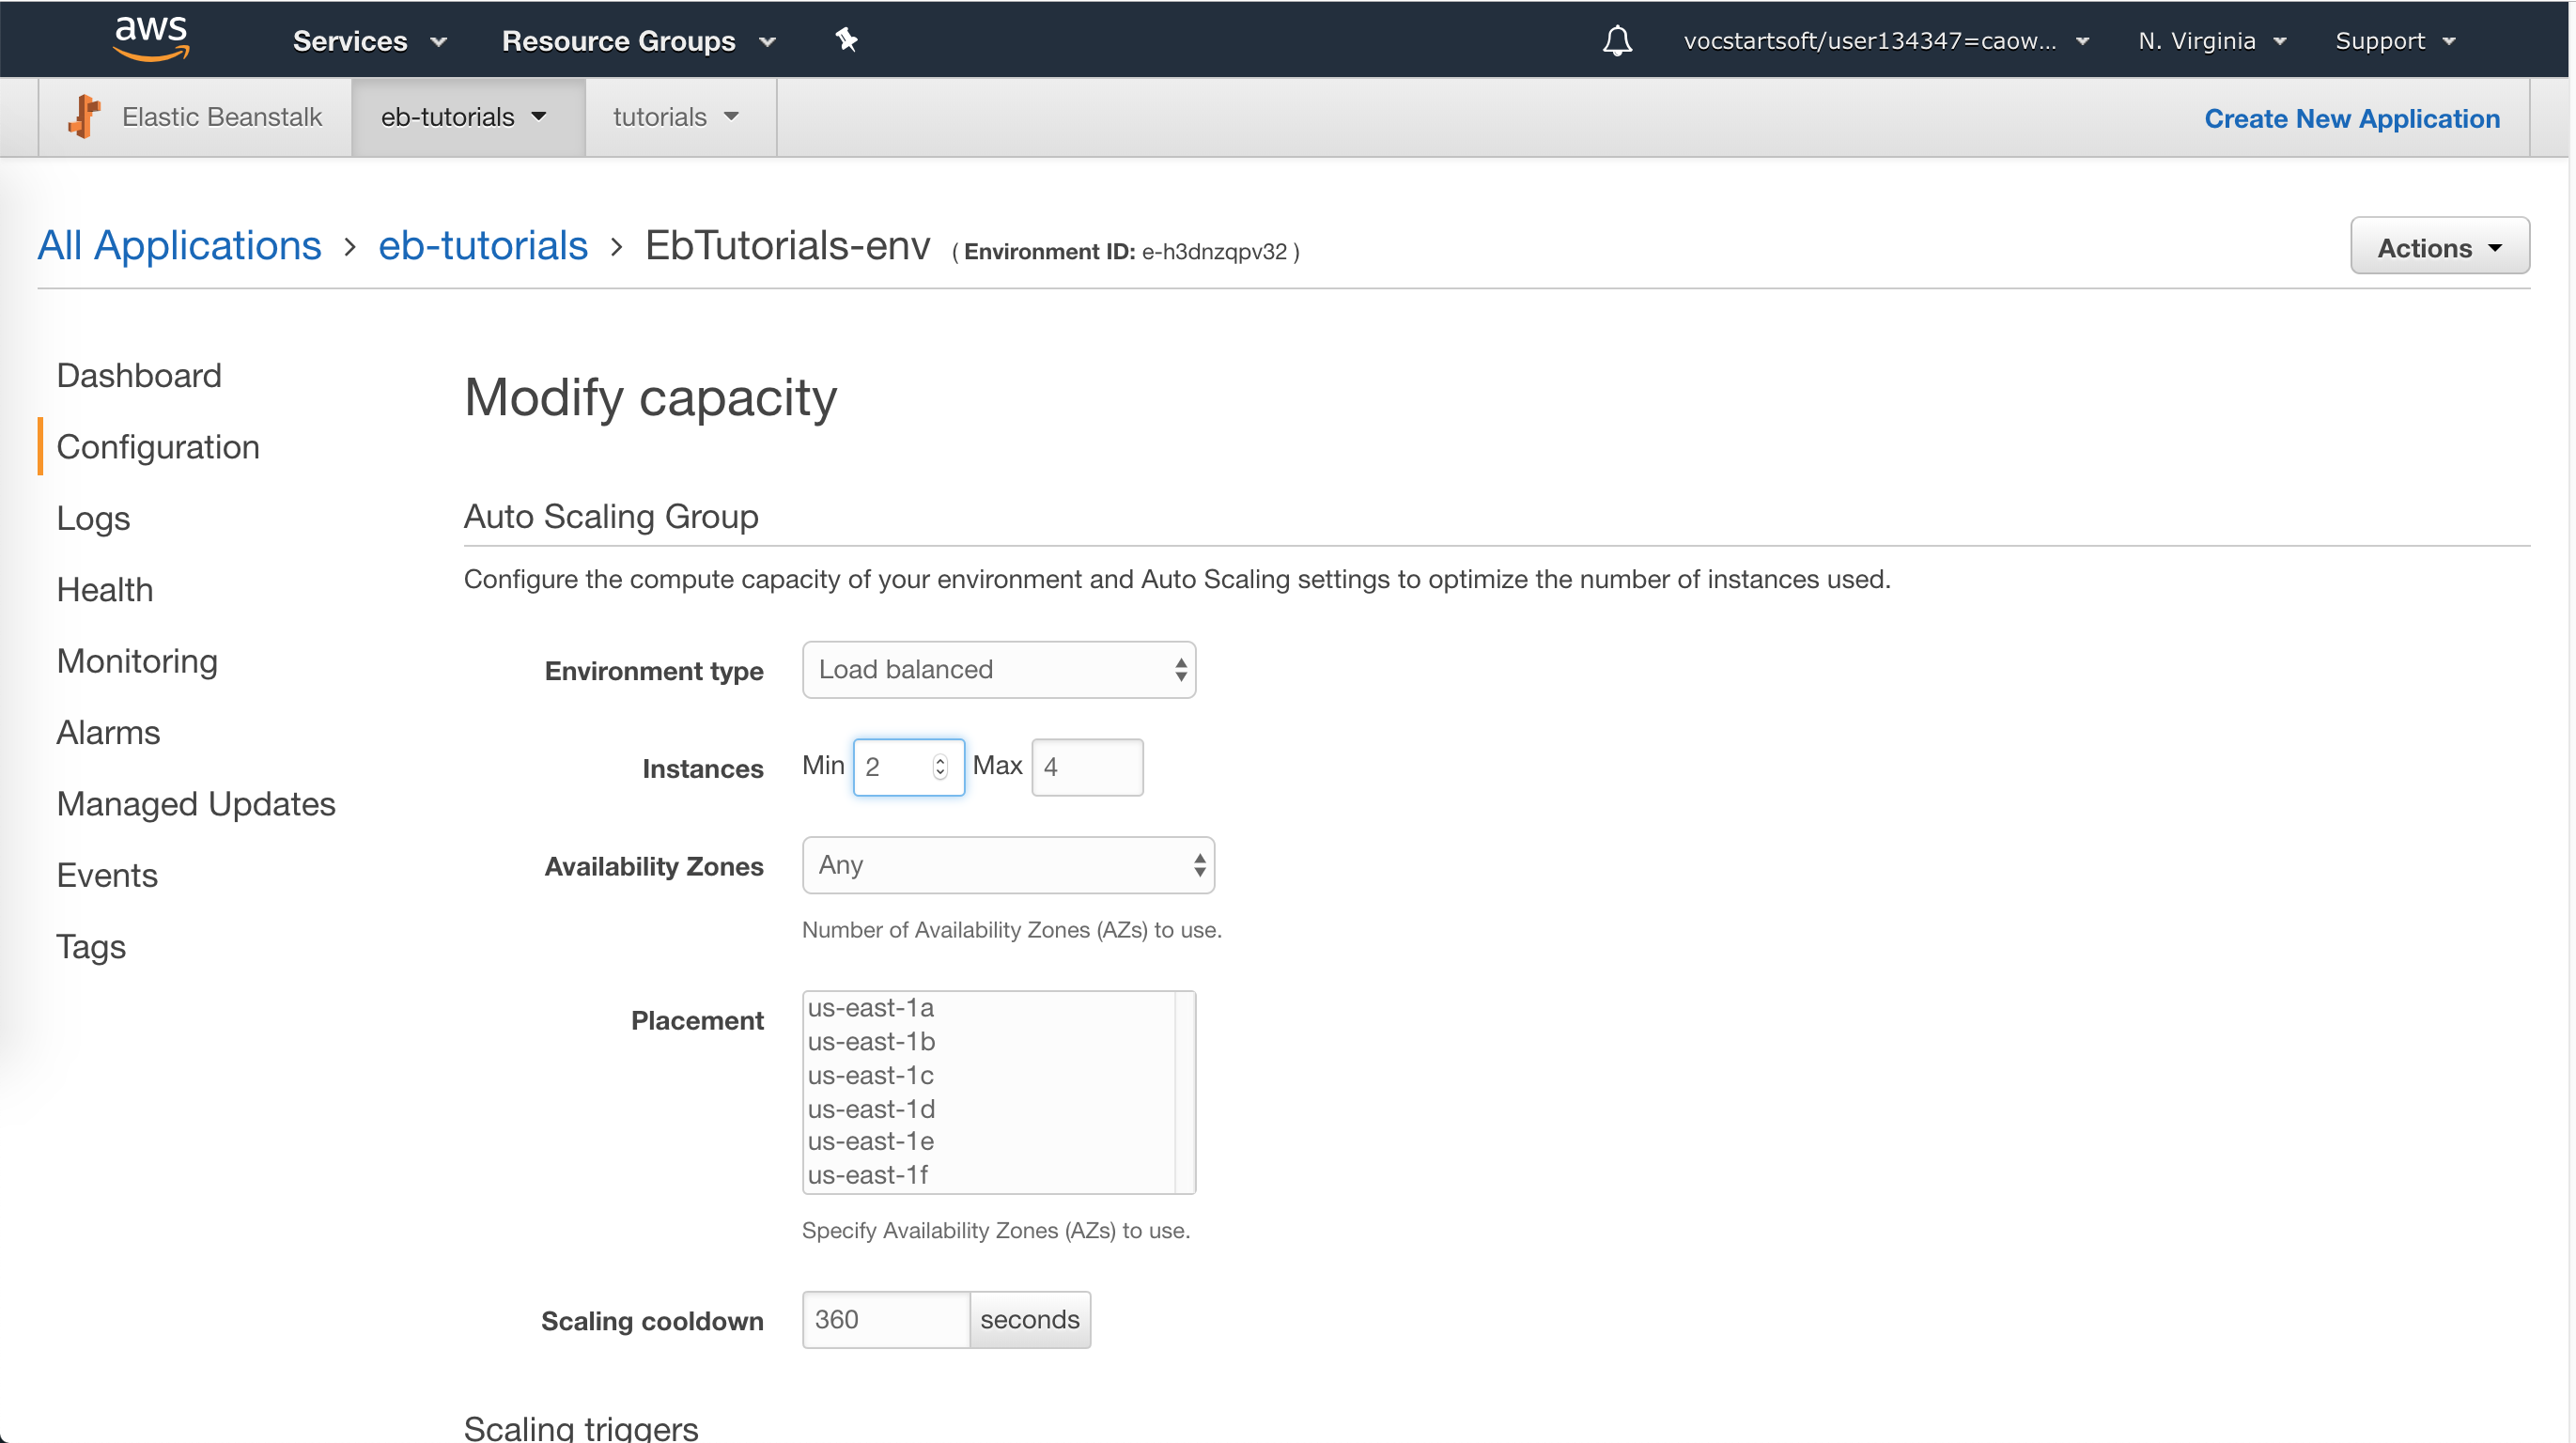 aws Services Resource Groups vocstartsoft/user134347=caow... N. Virginia Support
Elastic Beanstalk eb-tutorials tutorials Create New Application
All Applications › eb-tutorials › EbTutorials-env ( Environment ID: e-h3dnzqpv32 ) Actions
Dashboard
Configuration
Logs
Health
Monitoring
Alarms
Managed Updates
Events
Tags
Modify capacity
Auto Scaling Group
Configure the compute capacity of your environment and Auto Scaling settings to optimize the number of instances used.
Environment type Load balanced
Instances Min 2 Max 4
Availability Zones Any
Number of Availability Zones (AZs) to use.
Placement us-east-1a
us-east-1b
us-east-1c
us-east-1d
us-east-1e
us-east-1f
Specify Availability Zones (AZs) to use.
Scaling cooldown 360 seconds
Scaling triggers